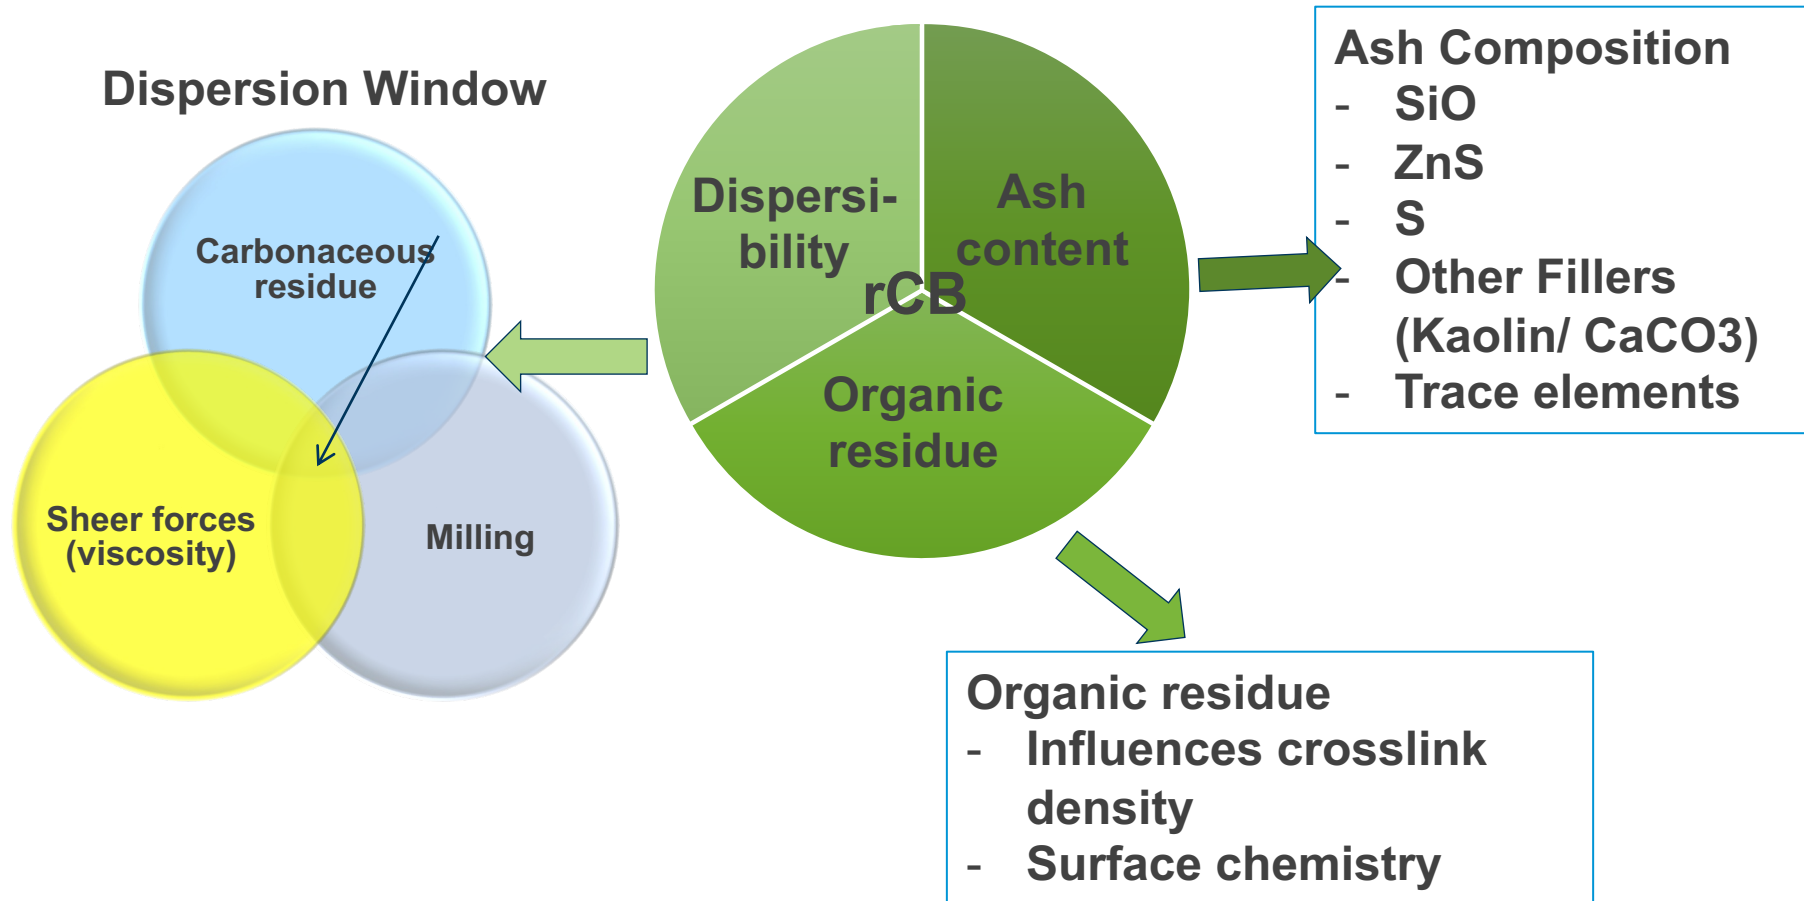 Dispersion Window
Carbonaceous
residue
Sheer forces
(viscosity)
Milling
Dispersi-
bility
Ash
content
rCB
Organic
residue
Ash Composition
- SiO
- ZnS
- S
- Other Fillers
(Kaolin/ CaCO3)
- Trace elements
Organic residue
- Influences crosslink
density
- Surface chemistry